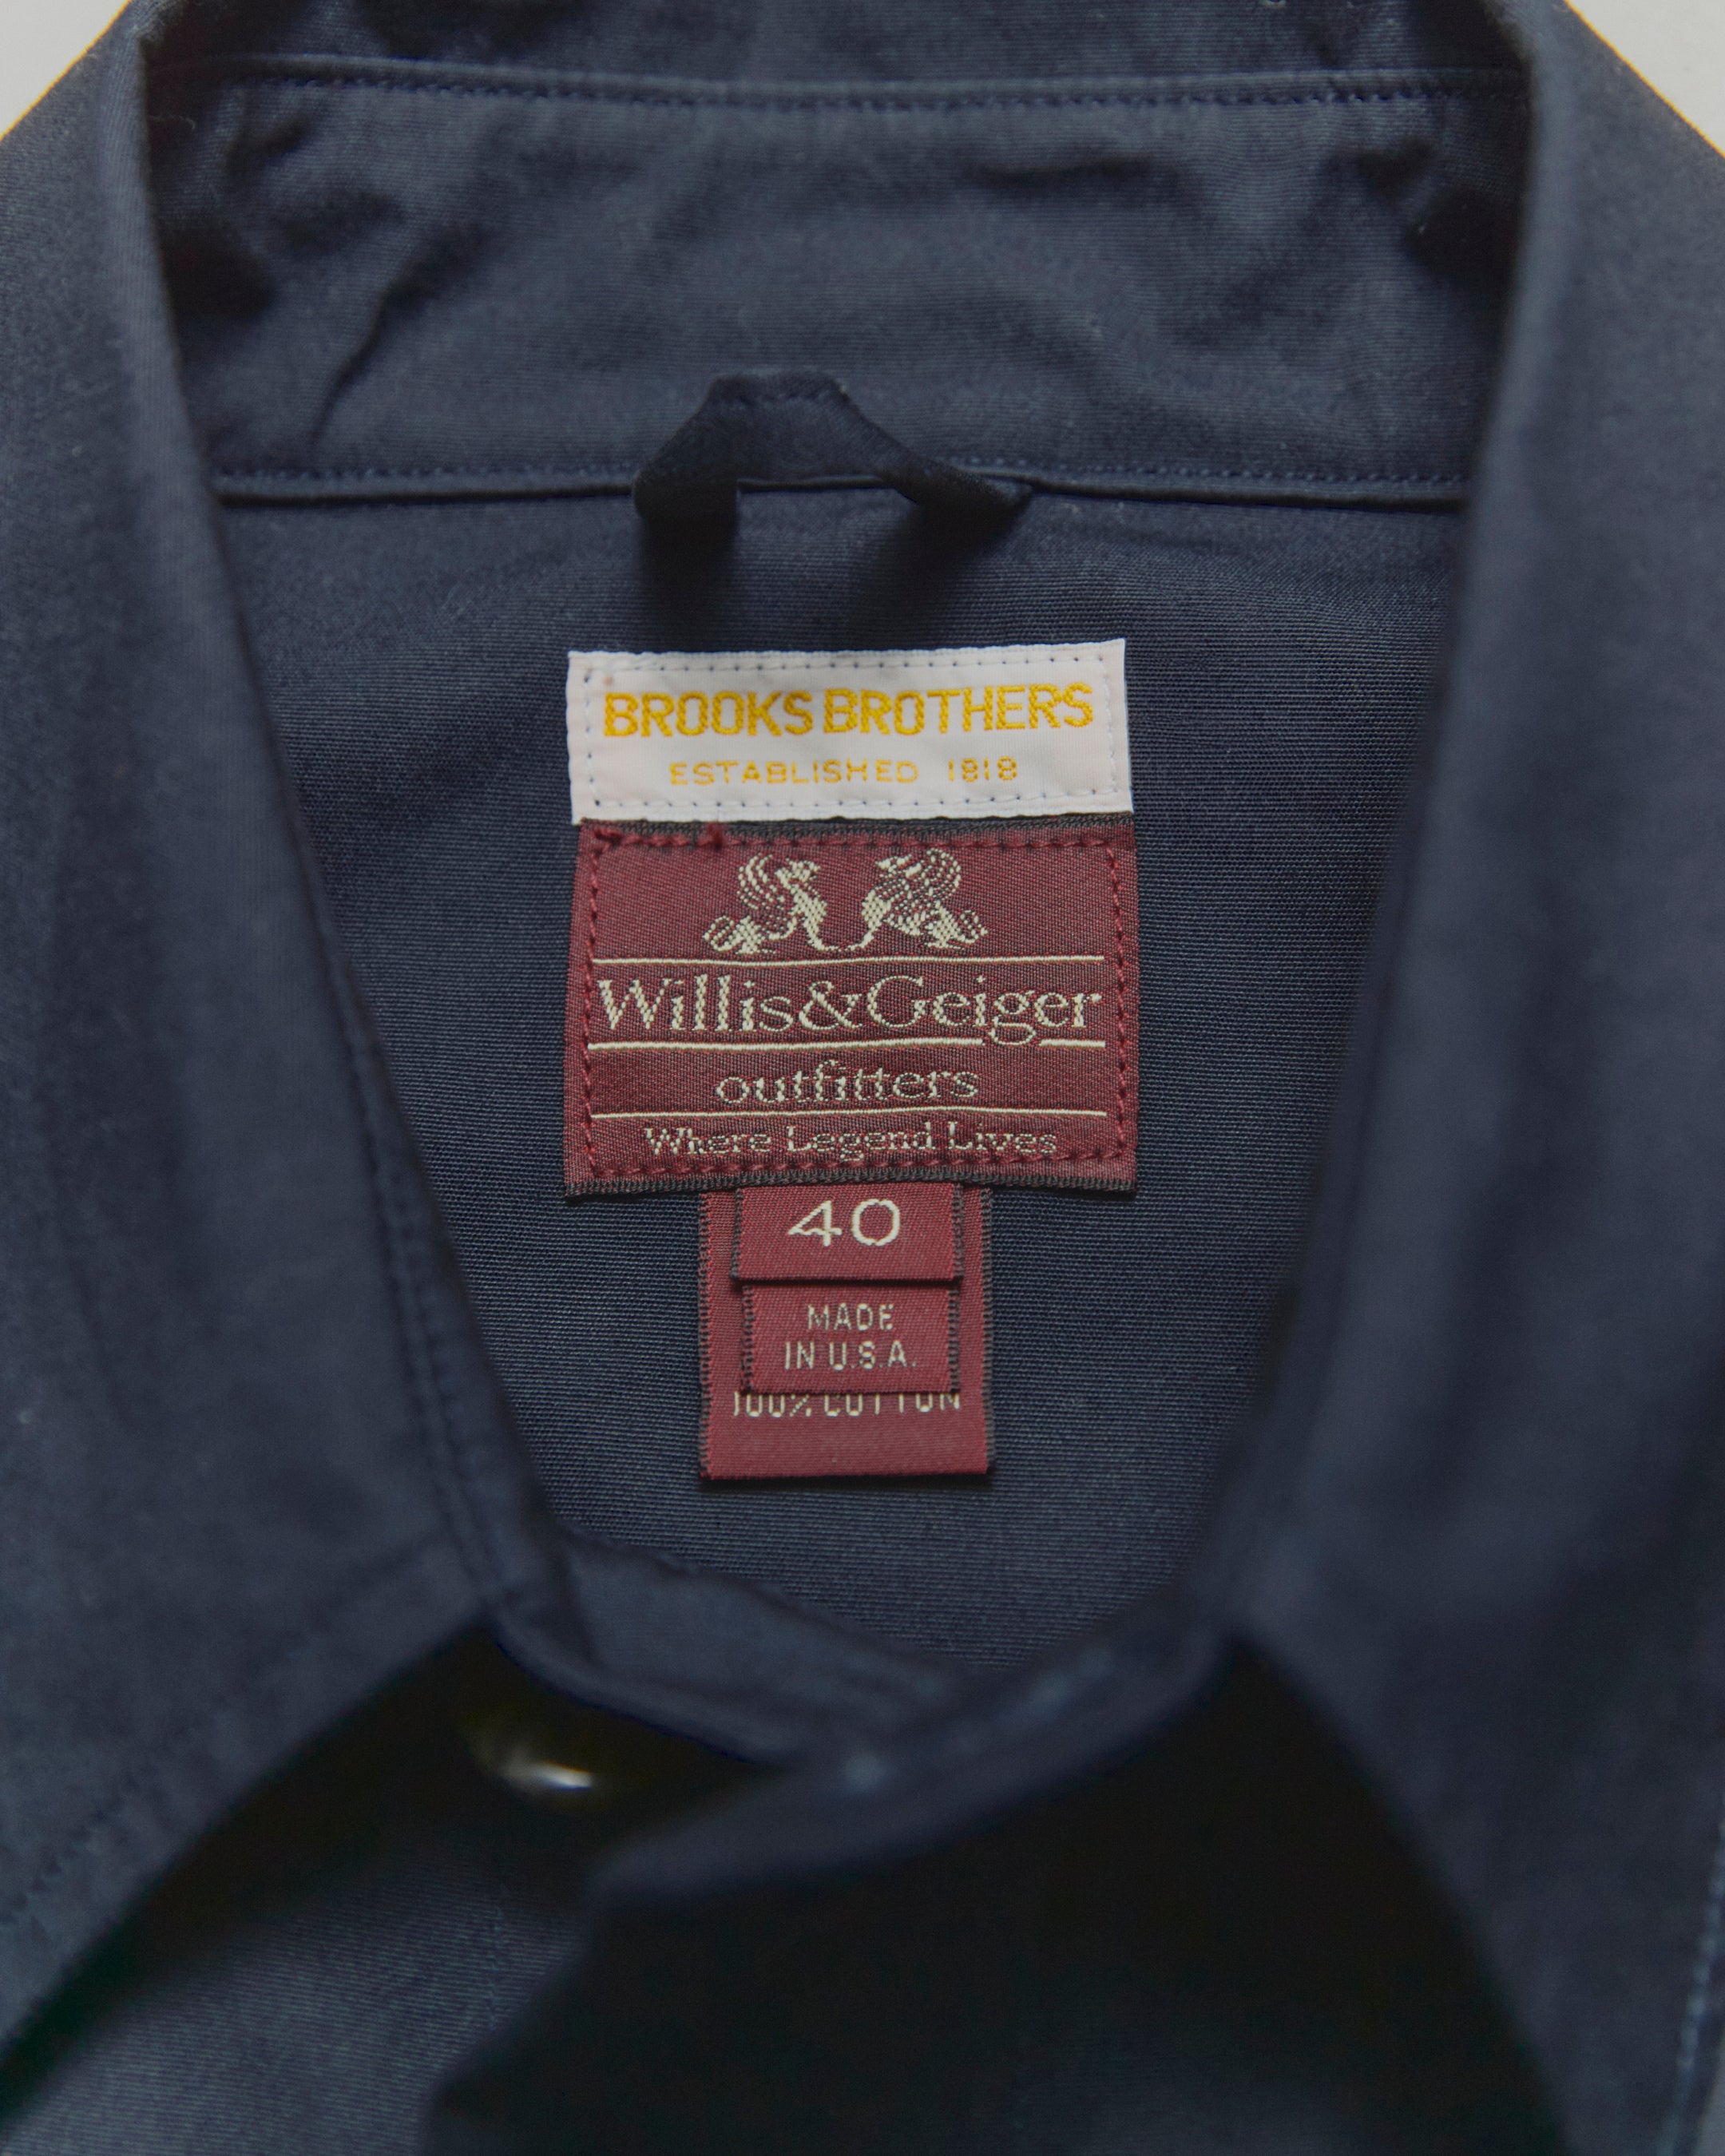 BROOKS BROTHERS
ESTABLISHED 1818
Willis & Geiger
outfitters
Where Legend Lives
40
MADE
IN U.S.A.
100% COTTON